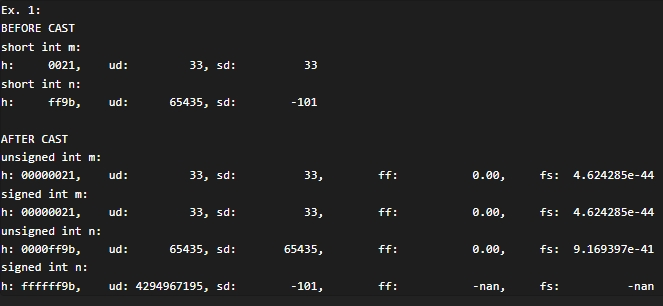 Ex. 1:
BEFORE CAST
short int m:
h:     0021,    ud:         33, sd:          33
short int n:
h:     ff9b,    ud:      65435, sd:        -101

AFTER CAST
unsigned int m:
h: 00000021,    ud:         33, sd:         33,        ff:           0.00,     fs:  4.624285e-44
signed int m:
h: 00000021,    ud:         33, sd:         33,        ff:           0.00,     fs:  4.624285e-44
unsigned int n:
h: 0000ff9b,    ud:      65435, sd:      65435,        ff:           0.00,     fs:  9.169397e-41
signed int n:
h: ffffff9b,    ud: 4294967195, sd:       -101,        ff:           -nan,     fs:          -nan